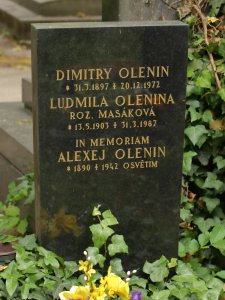 DIMITRY OLENIN
* 31.3.1897 + 20.12.1972
LUDMILA OLENINA
ROZ. MASÁKOVÁ
* 13.5.1903 + 31.3.1987
IN MEMORIAM
ALEXEJ OLENIN
* 1890 + 1942 OSVĚTIM